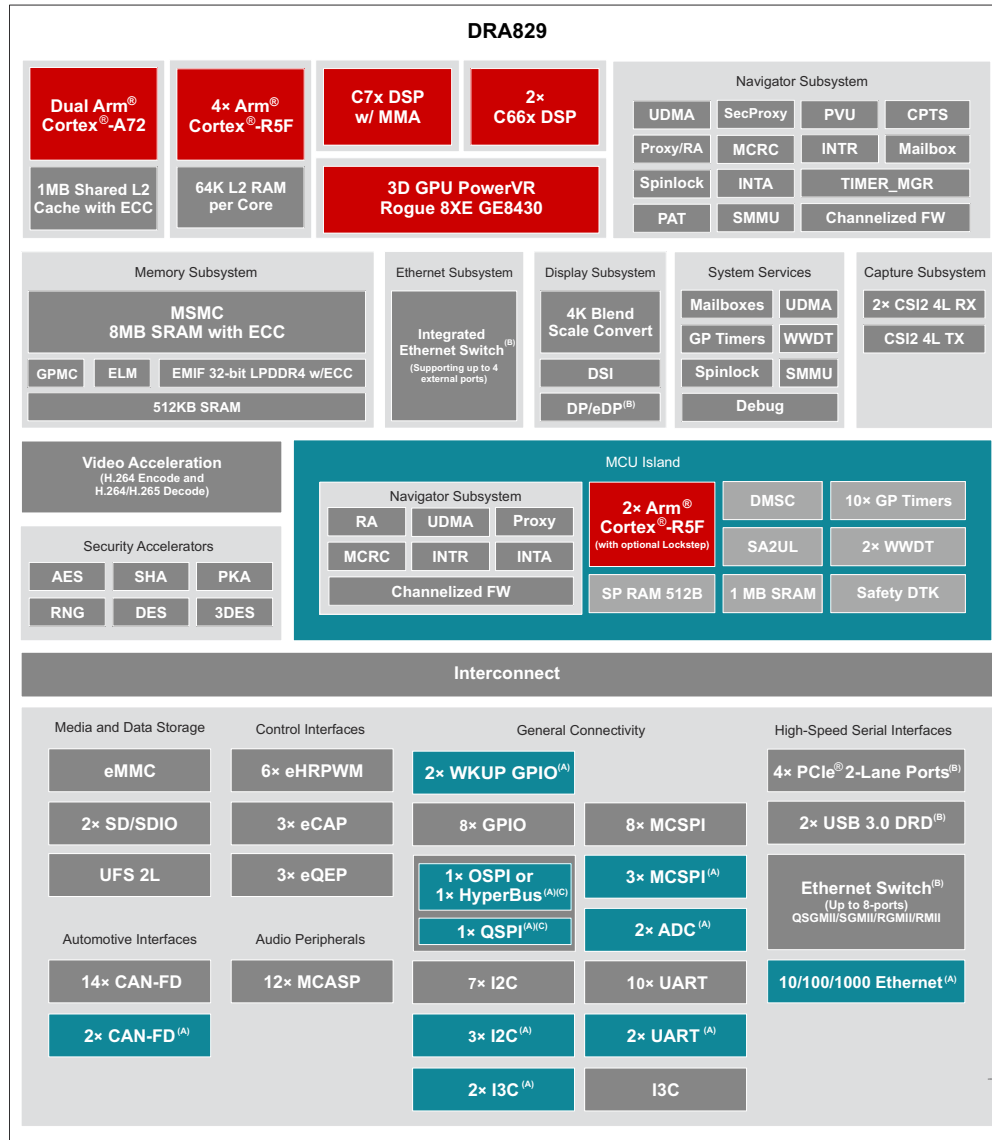 DRA829
Dual Arm®
Cortex®-A72
1MB Shared L2
Cache with ECC
4× Arm®
Cortex®-R5F
64K L2 RAM
per Core
C7x DSP
w/ MMA
2×
C66x DSP
3D GPU PowerVR
Rogue 8XE GE8430
Navigator Subsystem
UDMA
SecProxy
PVU
CPTS
Proxy/RA
MCRC
INTR
Mailbox
Spinlock
INTA
TIMER_MGR
PAT
SMMU
Channelized FW
Memory Subsystem
MSMC
8MB SRAM with ECC
GPMC
ELM
EMIF 32-bit LPDDR4 w/ECC
512KB SRAM
Ethernet Subsystem
Integrated
Ethernet Switch(B)
(Supporting up to 4
external ports)
Display Subsystem
4K Blend
Scale Convert
DSI
DP/eDP(B)
System Services
Mailboxes
UDMA
GP Timers
WWDT
Spinlock
SMMU
Debug
Capture Subsystem
2× CSI2 4L RX
CSI2 4L TX
Video Acceleration
(H.264 Encode and
H.264/H.265 Decode)
Security Accelerators
AES
SHA
PKA
RNG
DES
3DES
MCU Island
Navigator Subsystem
RA
UDMA
Proxy
MCRC
INTR
INTA
Channelized FW
2× Arm®
Cortex®-R5F
(with optional Lockstep)
DMSC
10× GP Timers
SA2UL
2× WWDT
SP RAM 512B
1 MB SRAM
Safety DTK
Interconnect
Media and Data Storage
eMMC
2× SD/SDIO
UFS 2L
Automotive Interfaces
14× CAN-FD
2× CAN-FD(A)
Control Interfaces
6× eHRPWM
3× eCAP
3× eQEP
Audio Peripherals
12× MCASP
General Connectivity
2× WKUP GPIO(A)
8× GPIO
8× MCSPI
1× OSPI or
1× HyperBus(A)(C)
1× QSPI(A)(C)
3× MCSPI(A)
2× ADC(A)
7× I2C
10× UART
3× I2C(A)
2× UART(A)
2× I3C(A)
I3C
High-Speed Serial Interfaces
4× PCIe® 2-Lane Ports(B)
2× USB 3.0 DRD(B)
Ethernet Switch(B)
(Up to 8-ports)
QSGMII/SGMII/RGMII/RMII
10/100/1000 Ethernet(A)